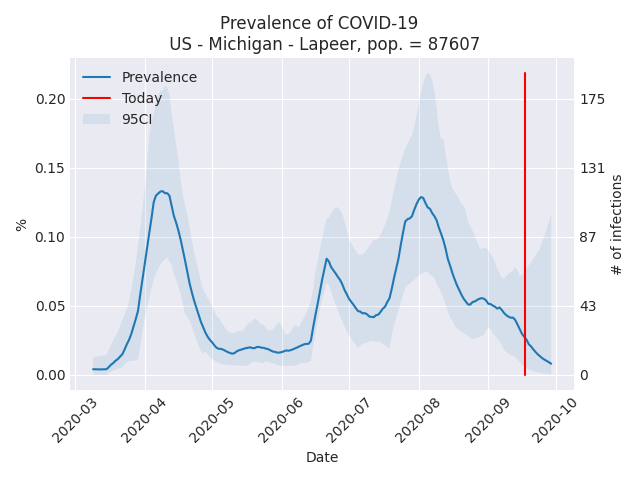 Prevalence of COVID-19
US - Michigan - Lapeer, pop. = 87607
Prevalence
Today
95CI
0.20
0.15
0.10
0.05
0.00
%
175
131
87
43
0
# of infections
2020-03
2020-04
2020-05
2020-06
2020-07
2020-08
2020-09
2020-10
Date